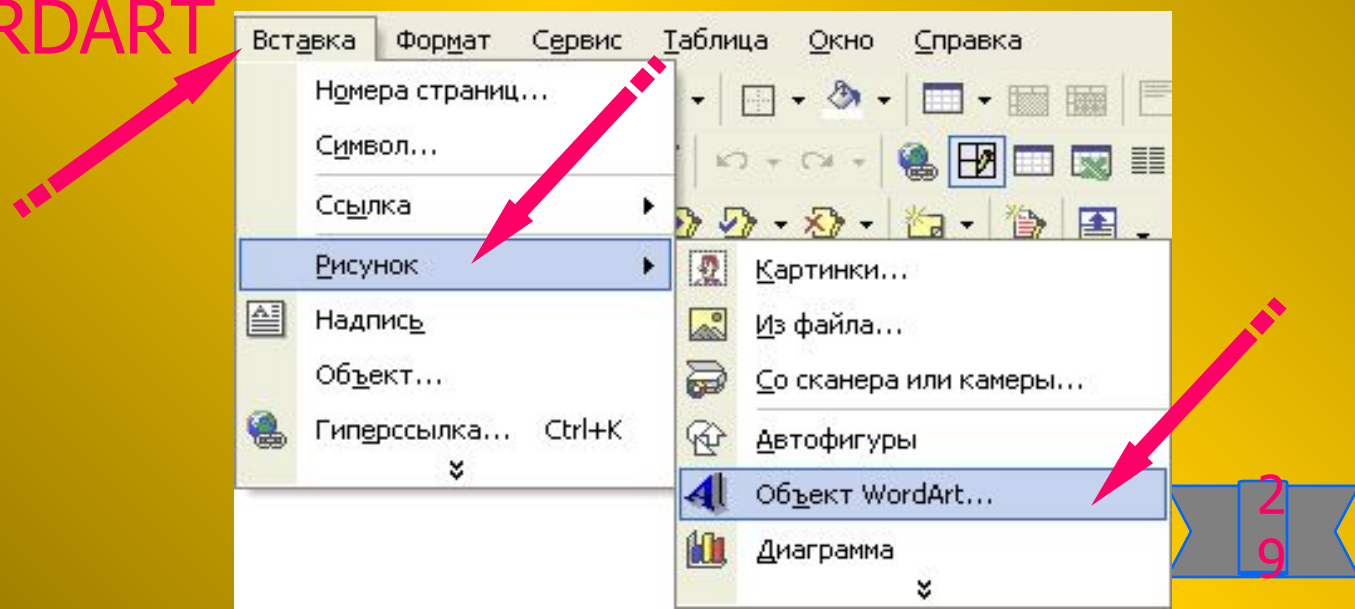 RDART
Вставка Формат Сервис Таблица Окно Справка
Номера страниц...
Символ...
Ссылка
Рисунок
Надпись
Объект...
Гиперссылка... Ctrl+K
Картинки...
Из файла...
Со сканера или камеры...
Автофигуры
Объект WordArt...
Диаграмма
2
9